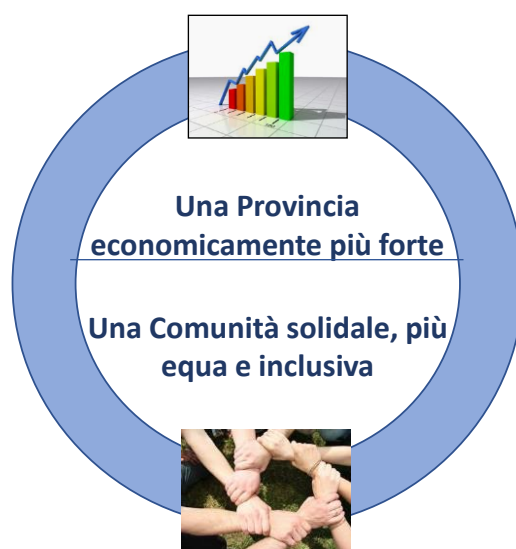 Una Provincia
economicamente più forte
Una Comunità solidale, più
equa e inclusiva